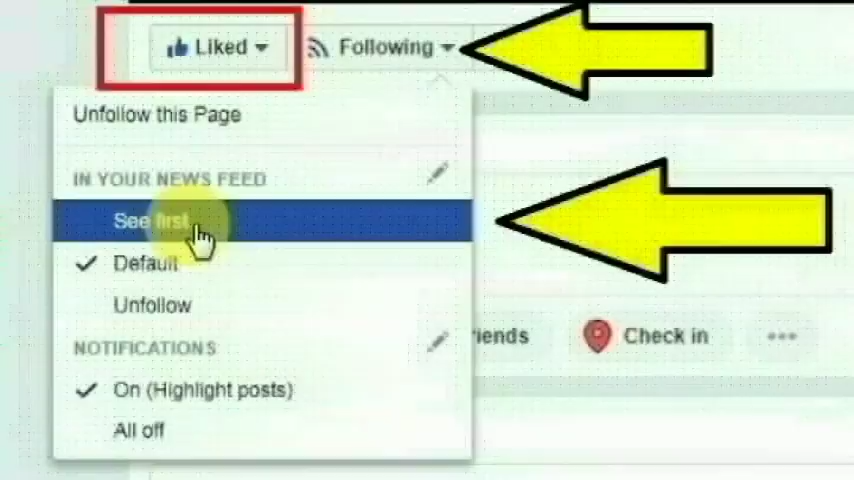 Liked
Following
Unfollow this Page
IN YOUR NEWS FEED
See first
Default
Unfollow
riends
Check in
NOTIFICATIONS
On (Highlight posts)
All off